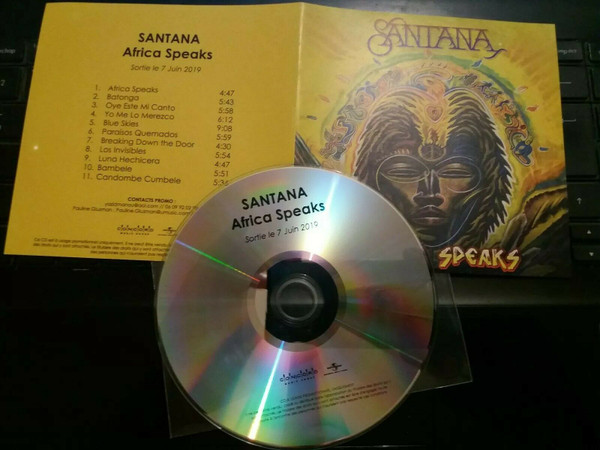 SANTANA
Africa Speaks
Sortie le 7 Juin 2019
1. Africa Speaks 4:47
2. Batonga 5:43
3. Oye Este Mi Canto 5:58
4. Yo Me Lo Merezco 6:12
5. Blue Skies 9:08
6. Paraísos Quemados 5:59
7. Breaking Down the Door 4:30
8. Los Invisibles 5:54
9. Luna Hechicera 4:47
10. Bembele 5:51
11. Candombe Cumbele 5:36
CONTACTS PROMO :
SANTANA
SPEAKS
SANTANA
Africa Speaks
Sortie le 7 Juin 2019